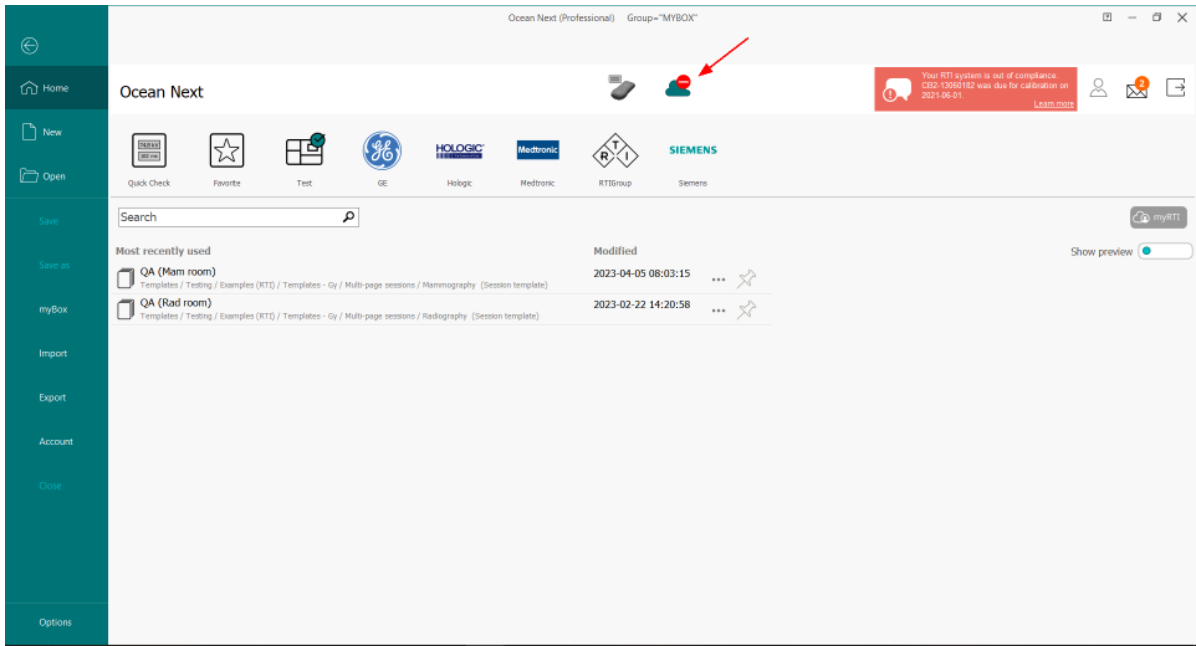 Ocean Next (Professional) Group="MYBOX"
Home
New
Open
Save
Save as
myBox
Import
Export
Account
Close
Options
Ocean Next
Your RTI system is out of compliance.
CB2-13050182 was due for calibration on
2021-06-01.
Learn more
2
Quick Check
Favorite
Test
GE
HOLOGIC
Hologic
Medtronic
Medtronic
RTI
RTIGroup
SIEMENS
Siemens
Search
myRTI
Most recently used
Modified
Show preview
QA (Mam room)
2023-04-05 08:03:15
Templates / Testing / Examples (RTI) / Templates - Gy / Multi-page sessions / Mammography (Session template)
QA (Rad room)
2023-02-22 14:20:58
Templates / Testing / Examples (RTI) / Templates - Gy / Multi-page sessions / Radiography (Session template)